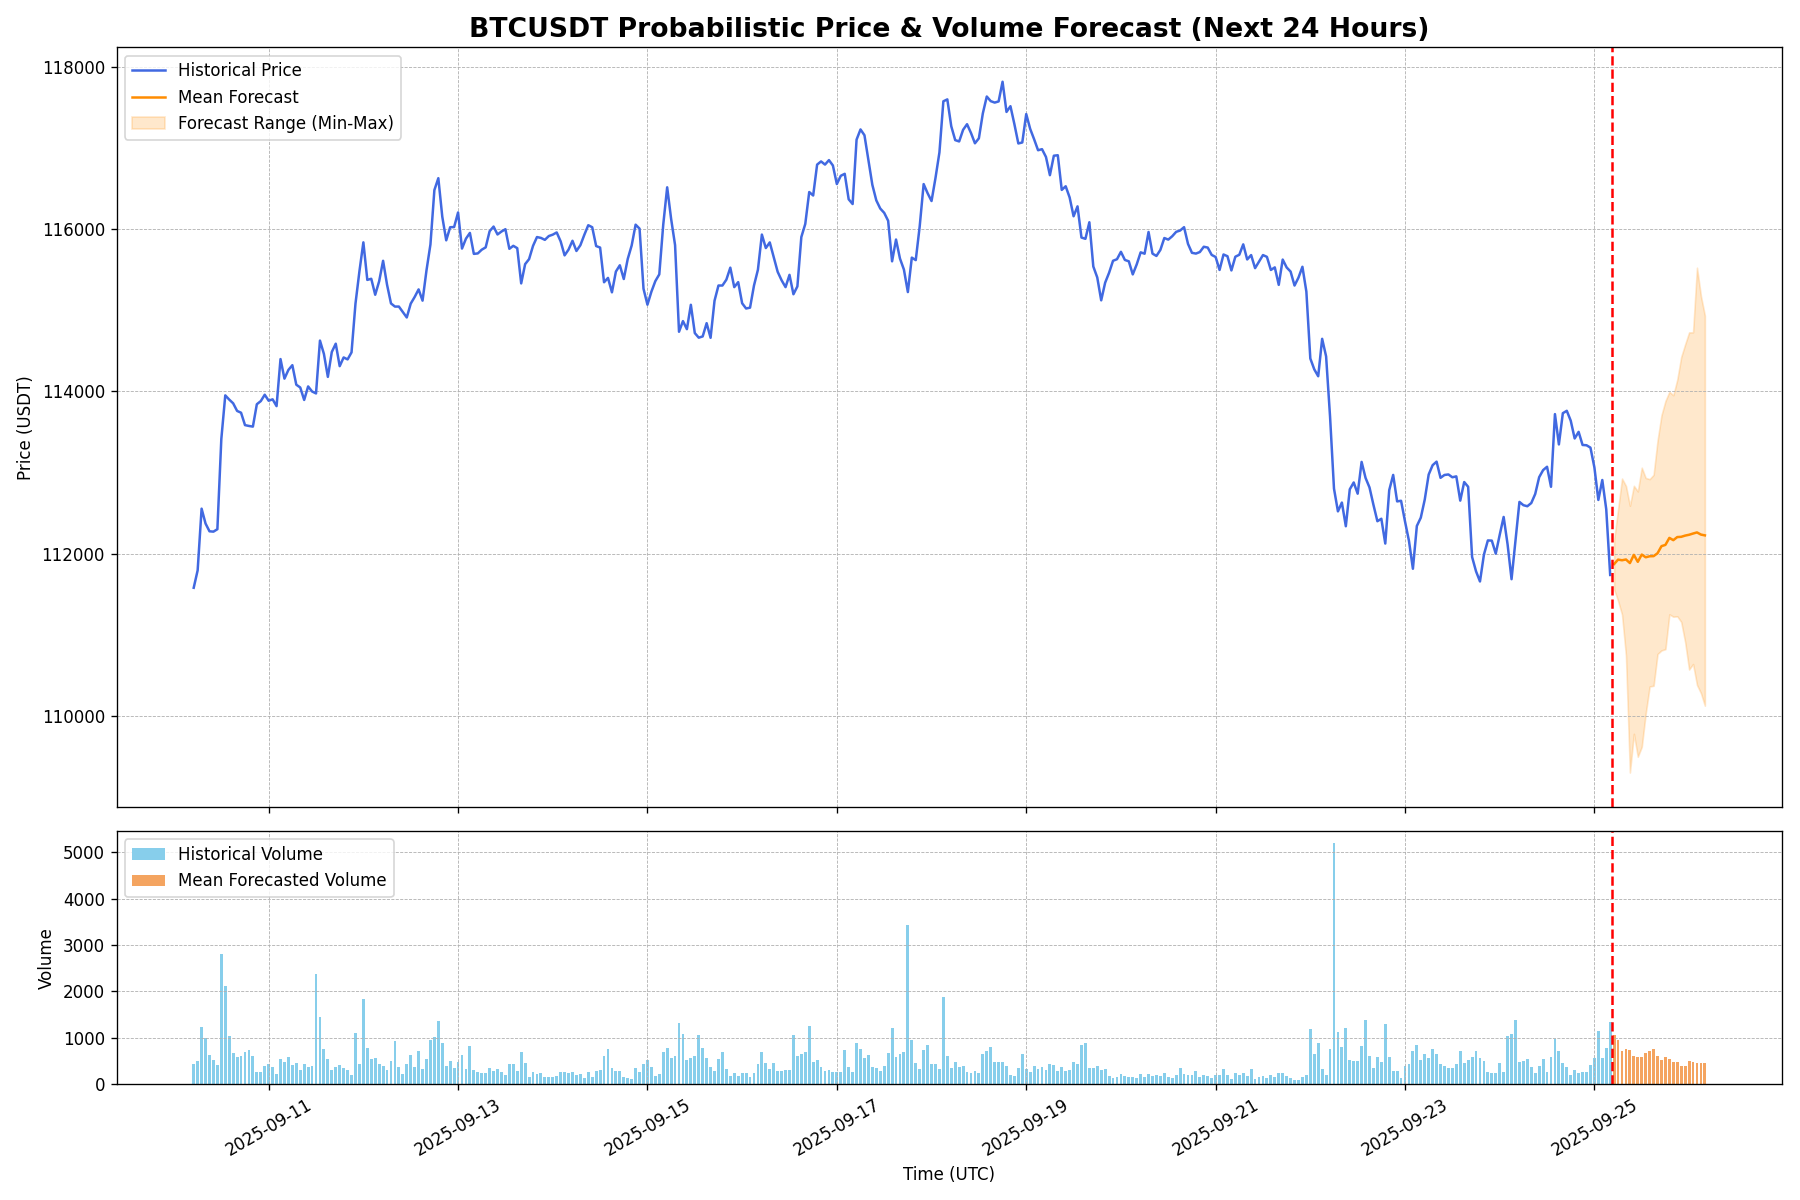 BTCUSDT Probabilistic Price & Volume Forecast (Next 24 Hours)
Historical Price
Mean Forecast
Forecast Range (Min-Max)
118000
116000
114000
112000
110000
Price (USDT)
Historical Volume
Mean Forecasted Volume
5000
4000
3000
2000
1000
0
Volume
2025-09-11
2025-09-13
2025-09-15
2025-09-17
2025-09-19
2025-09-21
2025-09-23
2025-09-25
Time (UTC)